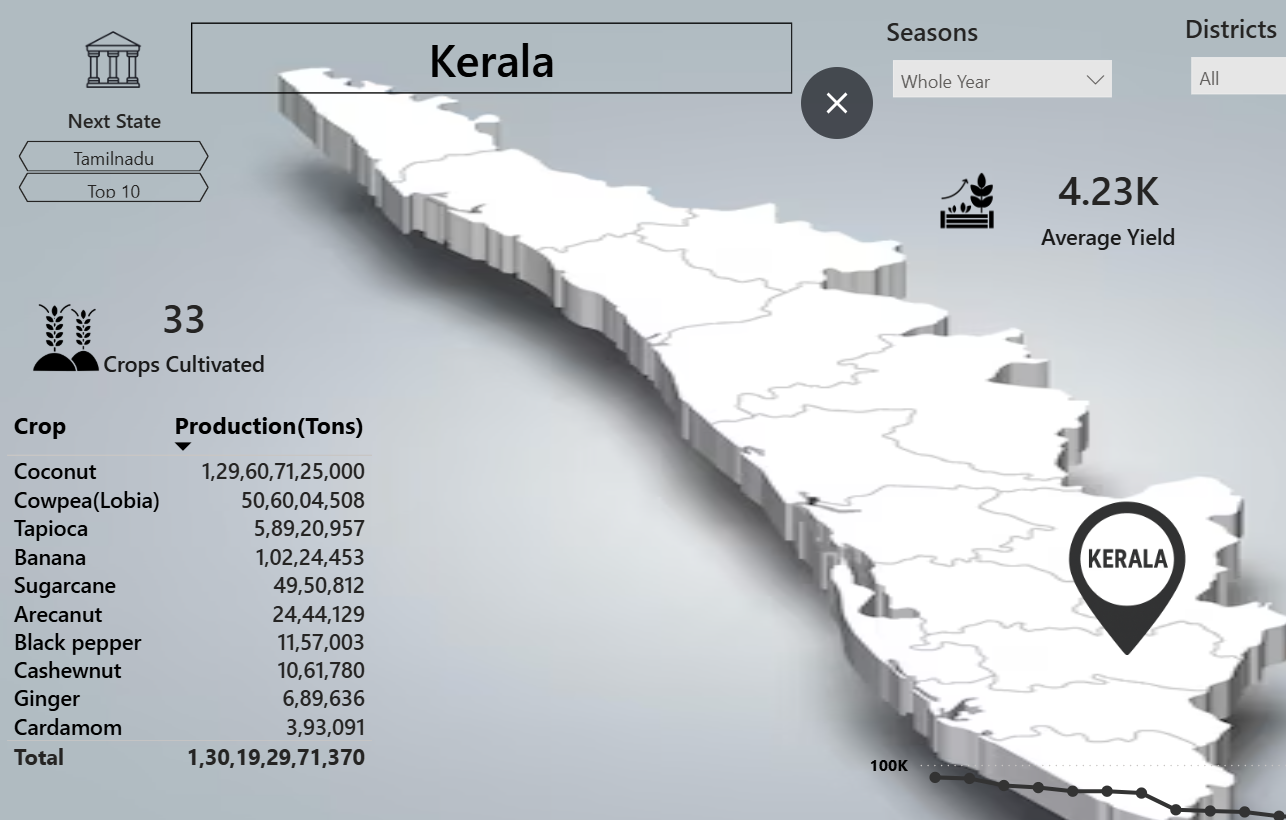 Kerala
Seasons
Whole Year
Districts
All
Next State
Tamilnadu
Top 10
4.23K
Average Yield
33
Crops Cultivated
Crop Production(Tons)
Coconut 1,29,60,71,25,000
Cowpea(Lobia) 50,60,04,508
Tapioca 5,89,20,957
Banana 1,02,24,453
Sugarcane 49,50,812
Arecanut 24,44,129
Black pepper 11,57,003
Cashewnut 10,61,780
Ginger 6,89,636
Cardamom 3,93,091
Total 1,30,19,29,71,370
KERALA
100K